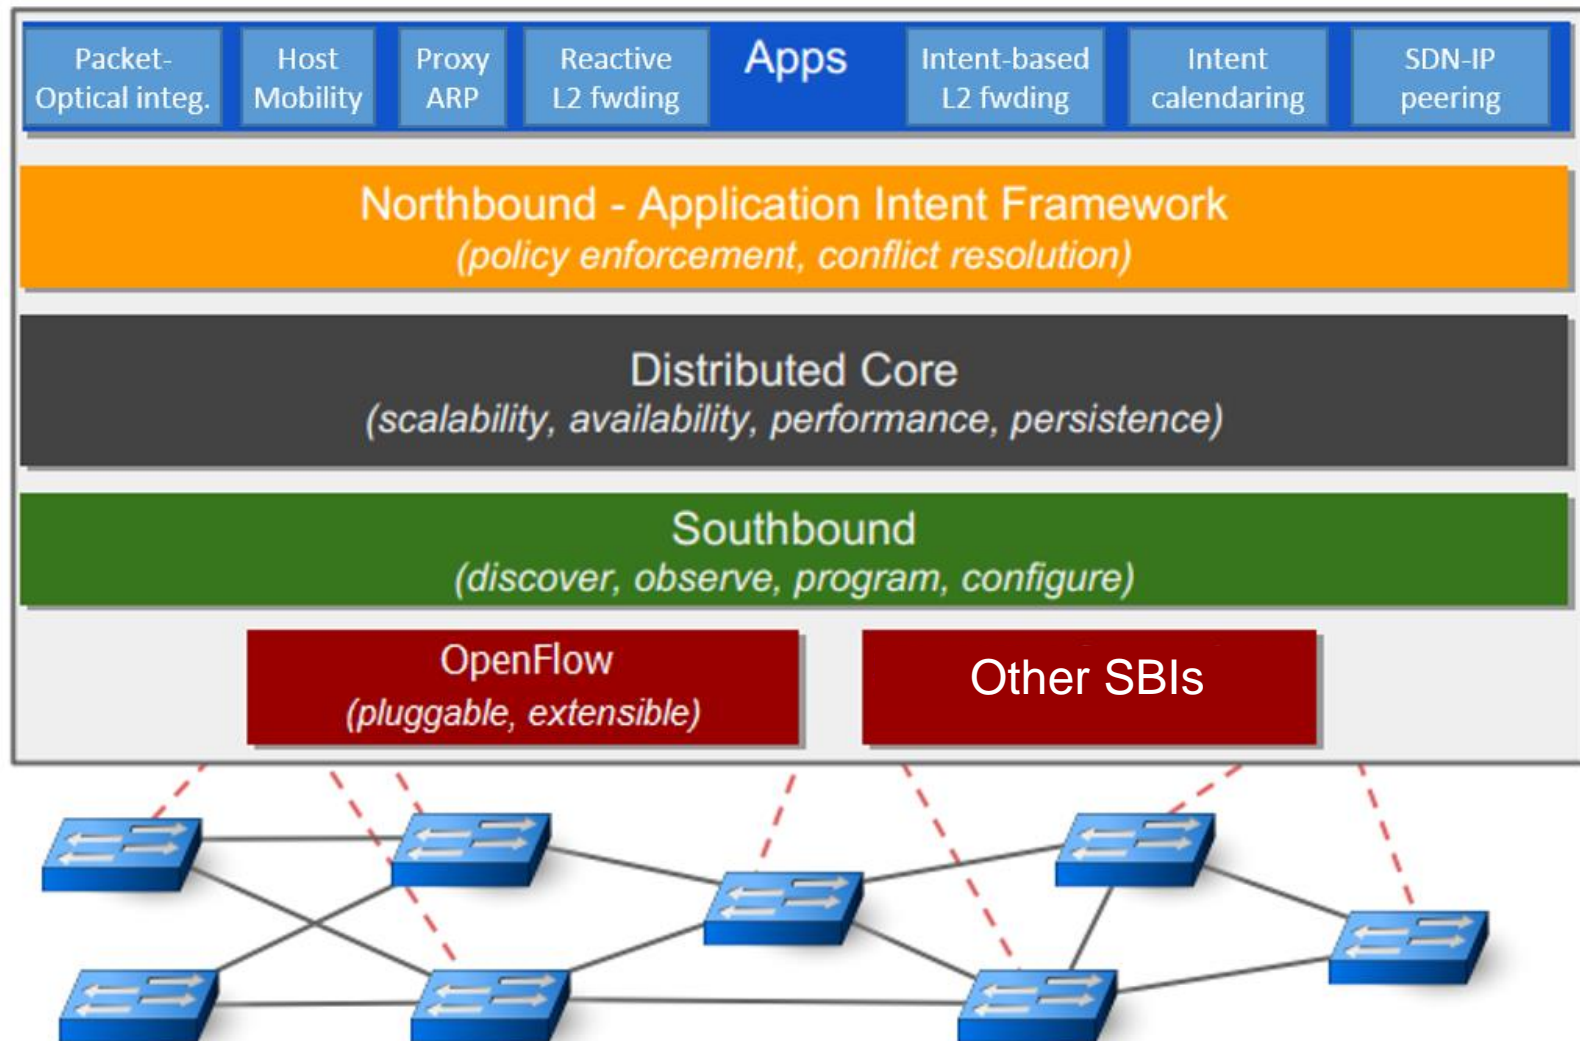 Packet-
Optical integ.
Host
Mobility
Proxy
ARP
Reactive
L2 fwding
Apps
Intent-based
L2 fwding
Intent
calendaring
SDN-IP
peering
Northbound - Application Intent Framework
(policy enforcement, conflict resolution)
Distributed Core
(scalability, availability, performance, persistence)
Southbound
(discover, observe, program, configure)
OpenFlow
(pluggable, extensible)
Other SBIs